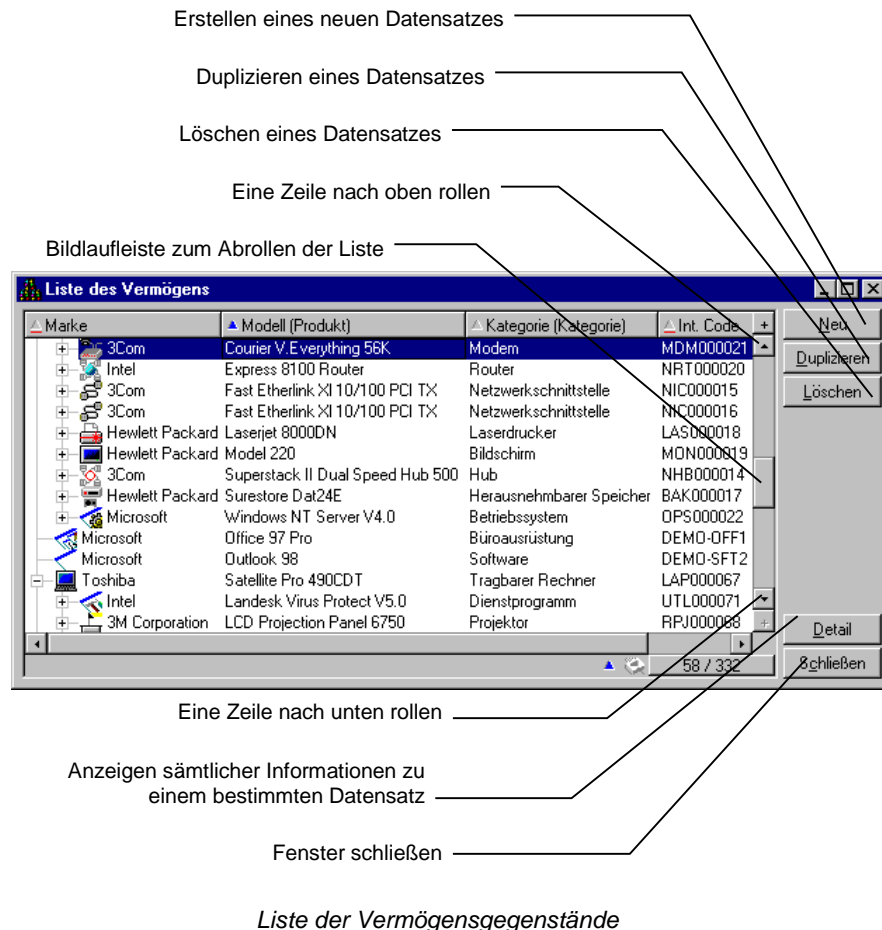 Erstellen eines neuen Datensatzes
Duplizieren eines Datensatzes
Löschen eines Datensatzes
Eine Zeile nach oben rollen
Bildlaufleiste zum Abrollen der Liste
Liste des Vermögens
Marke Modell (Produkt) Kategorie (Kategorie) Int. Code + Neu
3Com Courier V.Everything 56K Modem MDM000021
Intel Express 8100 Router Router NRT000020 Duplizieren
3Com Fast Etherlink XI 10/100 PCI TX Netzwerkschnittstelle NIC000015 Löschen
3Com Fast Etherlink XI 10/100 PCI TX Netzwerkschnittstelle NIC000016
Hewlett Packard Laserjet 8000DN Laserdrucker LAS000018
Hewlett Packard Model 220 Bildschirm MON000019
3Com Superstack II Dual Speed Hub 500 Hub NHB000014
Hewlett Packard Surestore Dat24E Herausnehmbarer Speicher BAK000017
Microsoft Windows NT Server V4.0 Betriebssystem OPS000022
Microsoft Office 97 Pro Büroausrüstung DEMO-OFF1
Microsoft Outlook 98 Software DEMO-SFT2
Toshiba Satellite Pro 490CDT Tragbarer Rechner LAP000067
Intel Landesk Virus Protect V5.0 Dienstprogramm UTL000071
3M Corporation LCD Projection Panel 6750 Projektor RPJ000068 +
Detail
58 / 332 Schließen
Eine Zeile nach unten rollen
Anzeigen sämtlicher Informationen zu
einem bestimmten Datensatz
Fenster schließen
Liste der Vermögensgegenstände